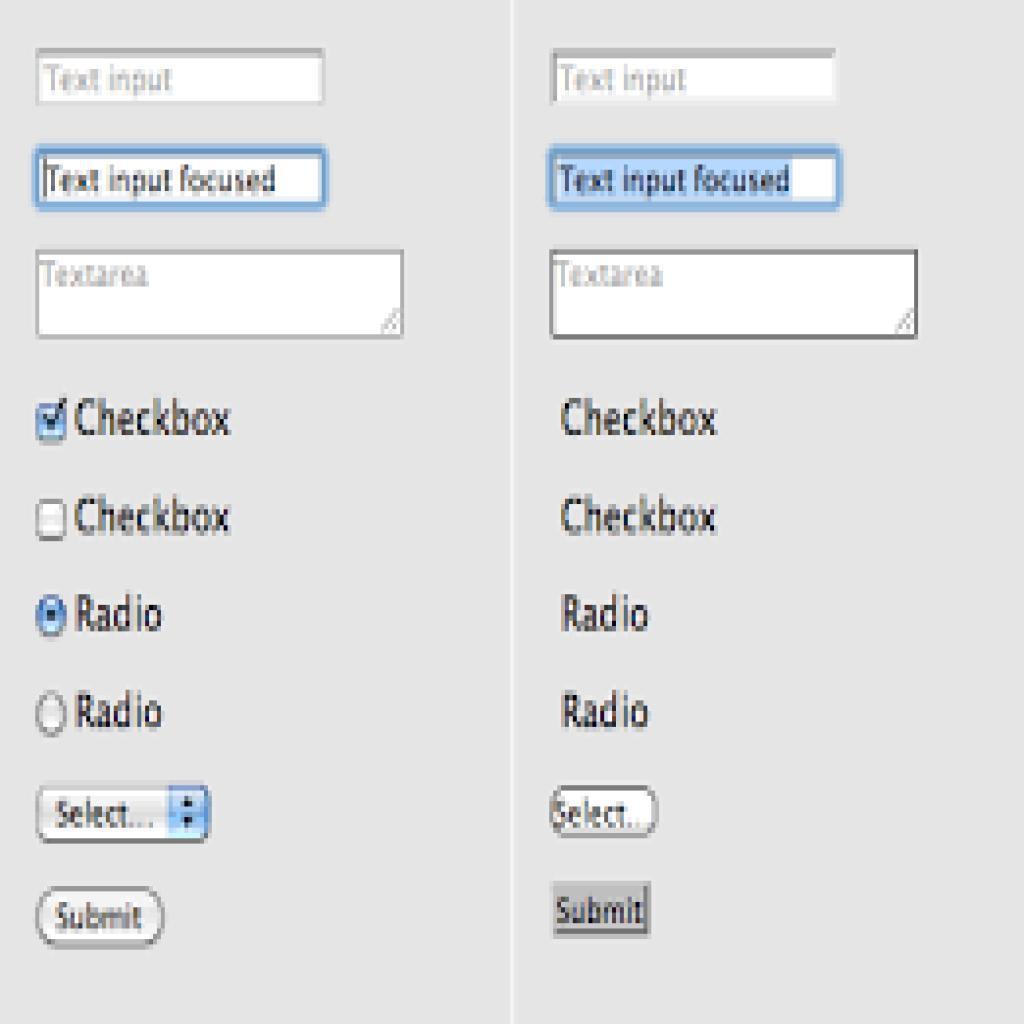 Text input
Text input focused
Textarea
Checkbox
Checkbox
Radio
Radio
Select...
Submit
Text input
Text input focused
Textarea
Checkbox
Checkbox
Radio
Radio
Select...
Submit